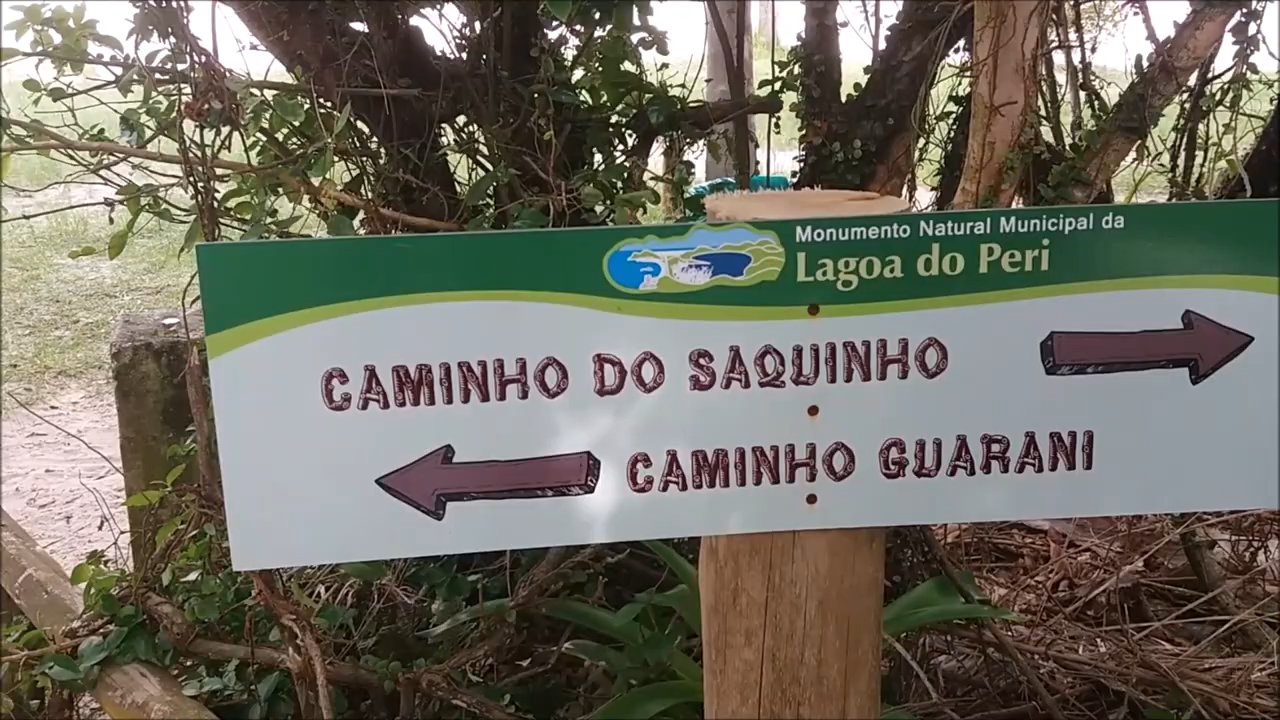 Monumento Natural Municipal da
Lagoa do Peri
CAMINHO DO SAQUINHO
CAMINHO GUARANI